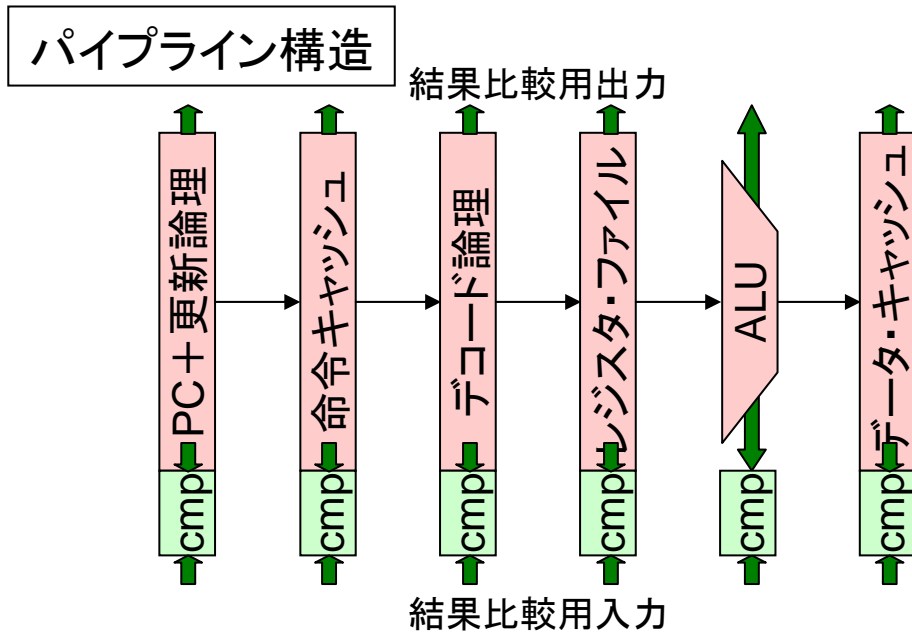 パイプライン構造
結果比較用出力
PC+更新論理
命令キャッシュ
デコード論理
レジスタ・ファイル
ALU
データ・キャッシュ
cmp
cmp
cmp
cmp
cmp
cmp
結果比較用入力